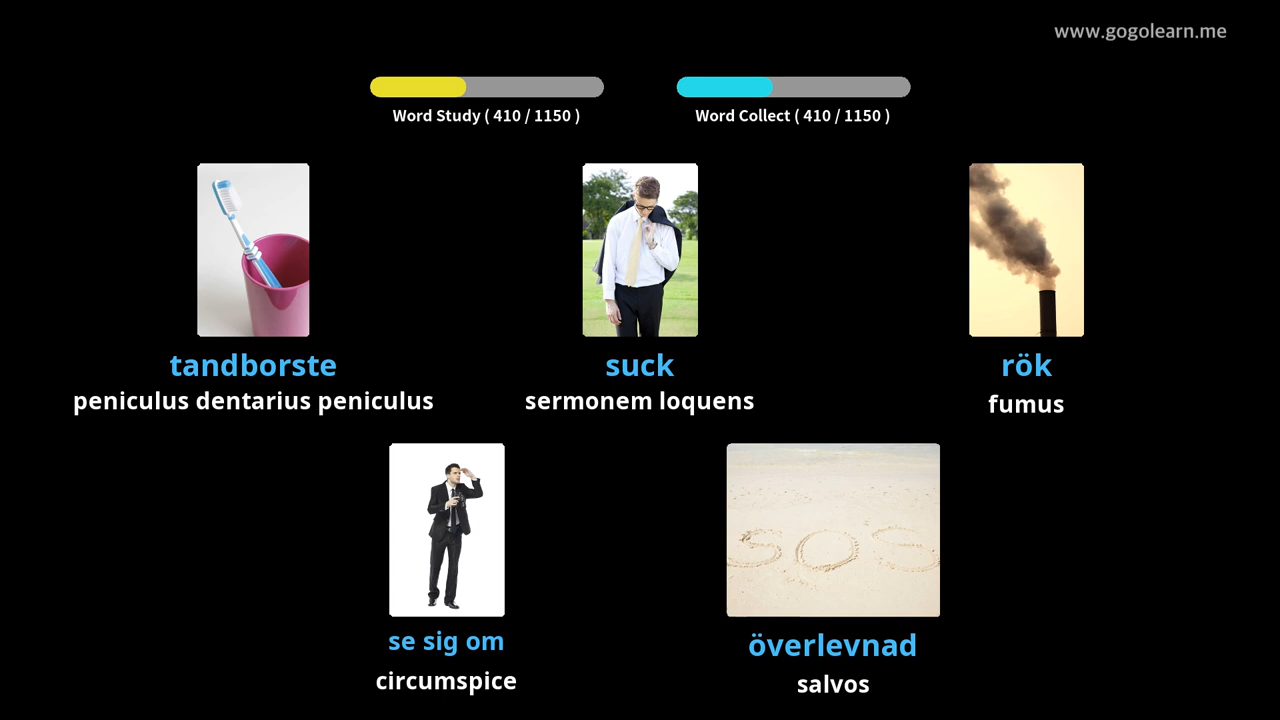 www.gogolearn.me
Word Study ( 410 / 1150 )
Word Collect ( 410 / 1150 )
tandborste
peniculus dentarius peniculus
suck
sermonem loquens
rök
fumus
se sig om
circumspice
SOS
överlevnad
salvos